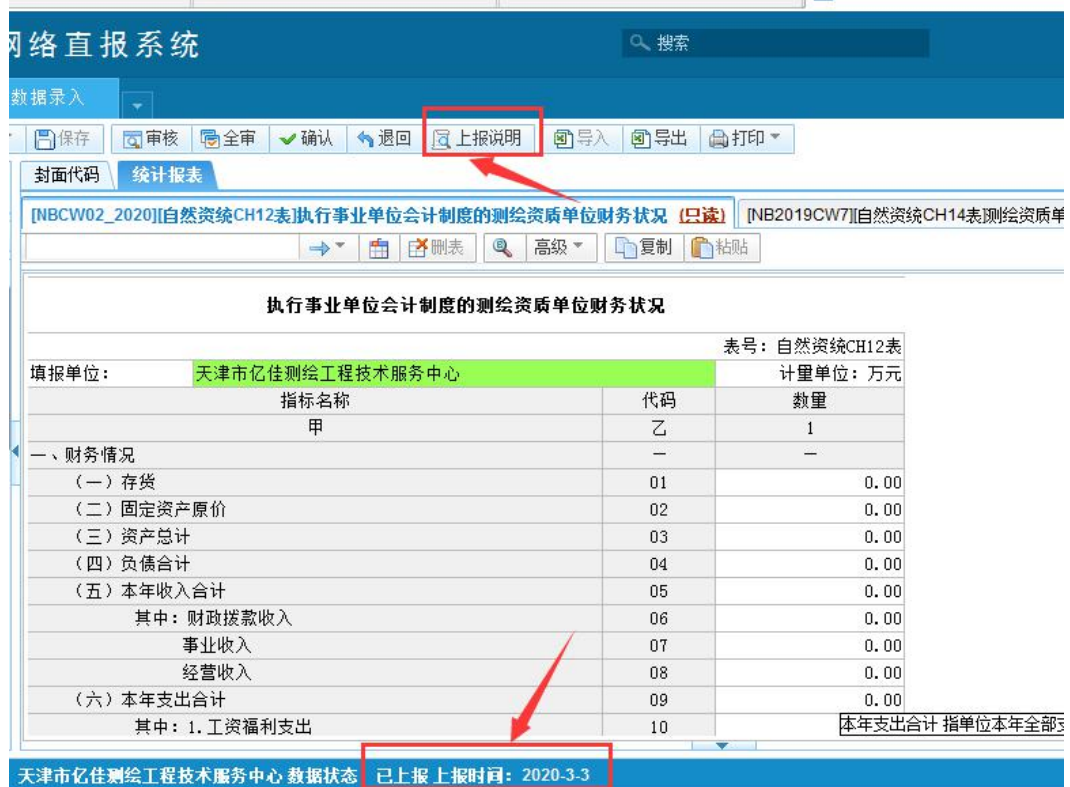 网络直报系统
搜索
数据录入
保存 审核 全审 确认 退回 上报说明 导入 导出 打印
封面代码 统计报表
[NBCW02_2020][自然资统CH12表]执行事业单位会计制度的测绘资质单位财务状况 (只读) [NB2019CW7][自然资统CH14表]测绘资质单
删表 高级 复制 粘贴
执行事业单位会计制度的测绘资质单位财务状况
表号：自然资统CH12表
填报单位： 天津市亿佳测绘工程技术服务中心 计量单位：万元
指标名称 代码 数量
甲 乙 1
一、财务情况 — —
（一）存货 01 0.00
（二）固定资产原价 02 0.00
（三）资产总计 03 0.00
（四）负债合计 04 0.00
（五）本年收入合计 05 0.00
其中：财政拨款收入 06 0.00
事业收入 07 0.00
经营收入 08 0.00
（六）本年支出合计 09 0.00
其中：1.工资福利支出 10
本年支出合计 指单位本年全部支
天津市亿佳测绘工程技术服务中心 数据状态 已上报 上报时间：2020-3-3